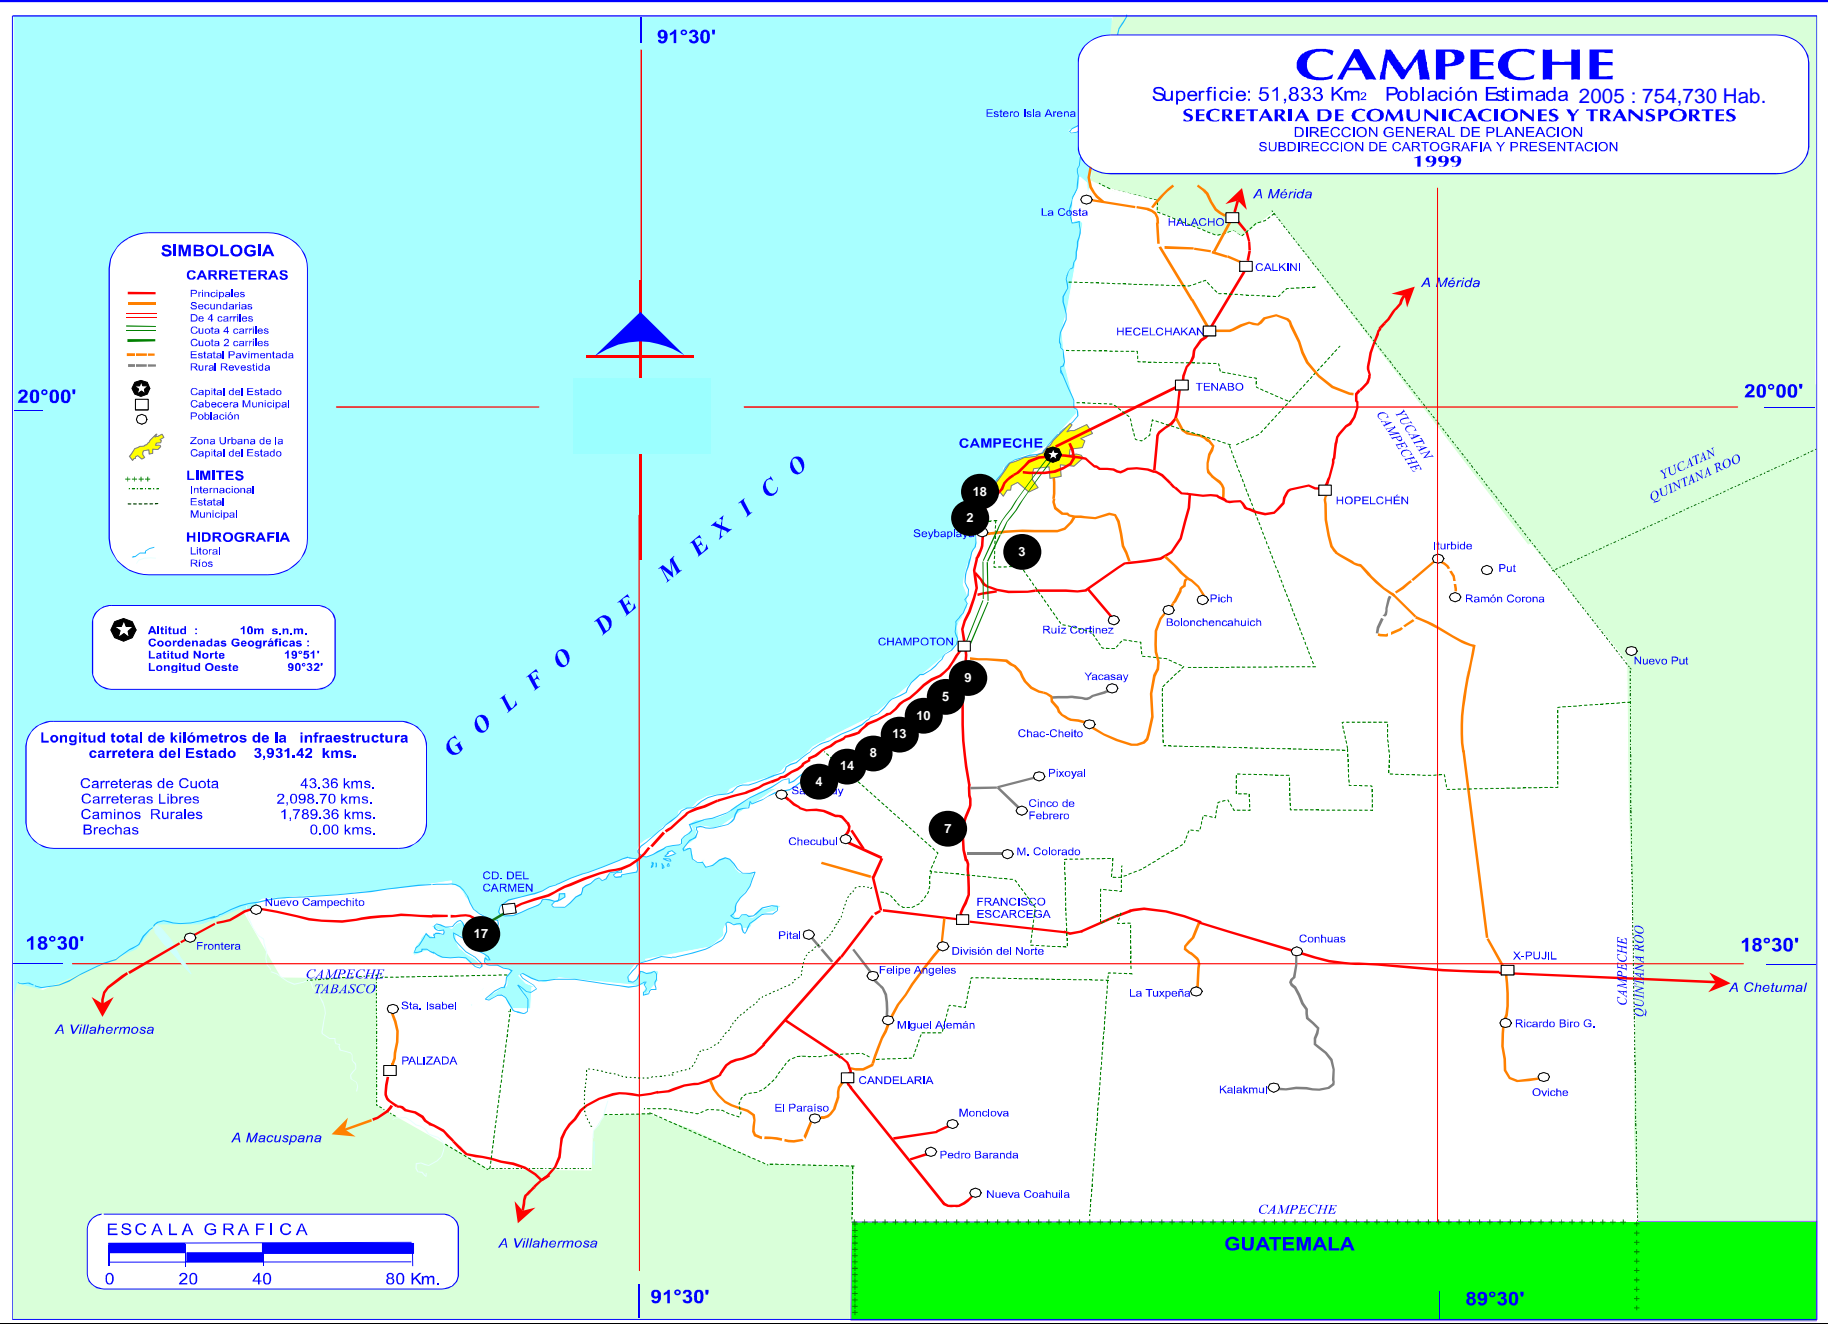 91°30'
CAMPECHE
Superficie: 51,833 Km2 Población Estimada 2005 : 754,730 Hab.
SECRETARIA DE COMUNICACIONES Y TRANSPORTES
DIRECCION GENERAL DE PLANEACION
SUBDIRECCION DE CARTOGRAFIA Y PRESENTACION
1999
Estero Isla Arena
A Mérida
La Costa
HALACHO
CALKINI
A Mérida
HECELCHAKAN
TENABO
SIMBOLOGIA
CARRETERAS
Principales
Secundarias
De 4 carriles
Cuota 4 carriles
Cuota 2 carriles
Estatal Pavimentada
Rural Revestida
Capital del Estado
Cabecera Municipal
Población
Zona Urbana de la
Capital del Estado
LIMITES
Internacional
Estatal
Municipal
HIDROGRAFIA
Litoral
Ríos
20°00'
20°00'
YUCATAN
CAMPECHE
YUCATAN
QUINTANA ROO
CAMPECHE
GOLFO DE MEXICO
18
2
Seybaplaya
3
HOPELCHÉN
Iturbide
Put
Ramón Corona
Pich
Bolonchencahuich
Ruiz Cortinez
CHAMPOTON
Nuevo Put
Altitud : 10m s.n.m.
Coordenadas Geográficas :
Latitud Norte 19°51'
Longitud Oeste 90°32'
9
5
10
13
8
14
4
Yacasay
Chac-Cheito
Longitud total de kilómetros de la infraestructura
carretera del Estado 3,931.42 kms.
Carreteras de Cuota 43.36 kms.
Carreteras Libres 2,098.70 kms.
Caminos Rurales 1,789.36 kms.
Brechas 0.00 kms.
Pixoyal
Cinco de
Febrero
7
Checubul
M. Colorado
CD. DEL
CARMEN
Nuevo Campechito
17
Frontera
FRANCISCO
ESCARCEGA
18°30'
18°30'
Pital
División del Norte
Conhuas
X-PUJIL
CAMPECHE
QUINTANA ROO
CAMPECHE
TABASCO
Felipe Angeles
La Tuxpeña
A Chetumal
Sta. Isabel
A Villahermosa
Miguel Alemán
Ricardo Biro G.
PALIZADA
CANDELARIA
Kalakmul
Oviche
El Paraiso
Monclova
A Macuspana
Pedro Baranda
Nueva Coahuila
CAMPECHE
A Villahermosa
GUATEMALA
ESCALA GRAFICA
0 20 40 80 Km.
91°30'
89°30'